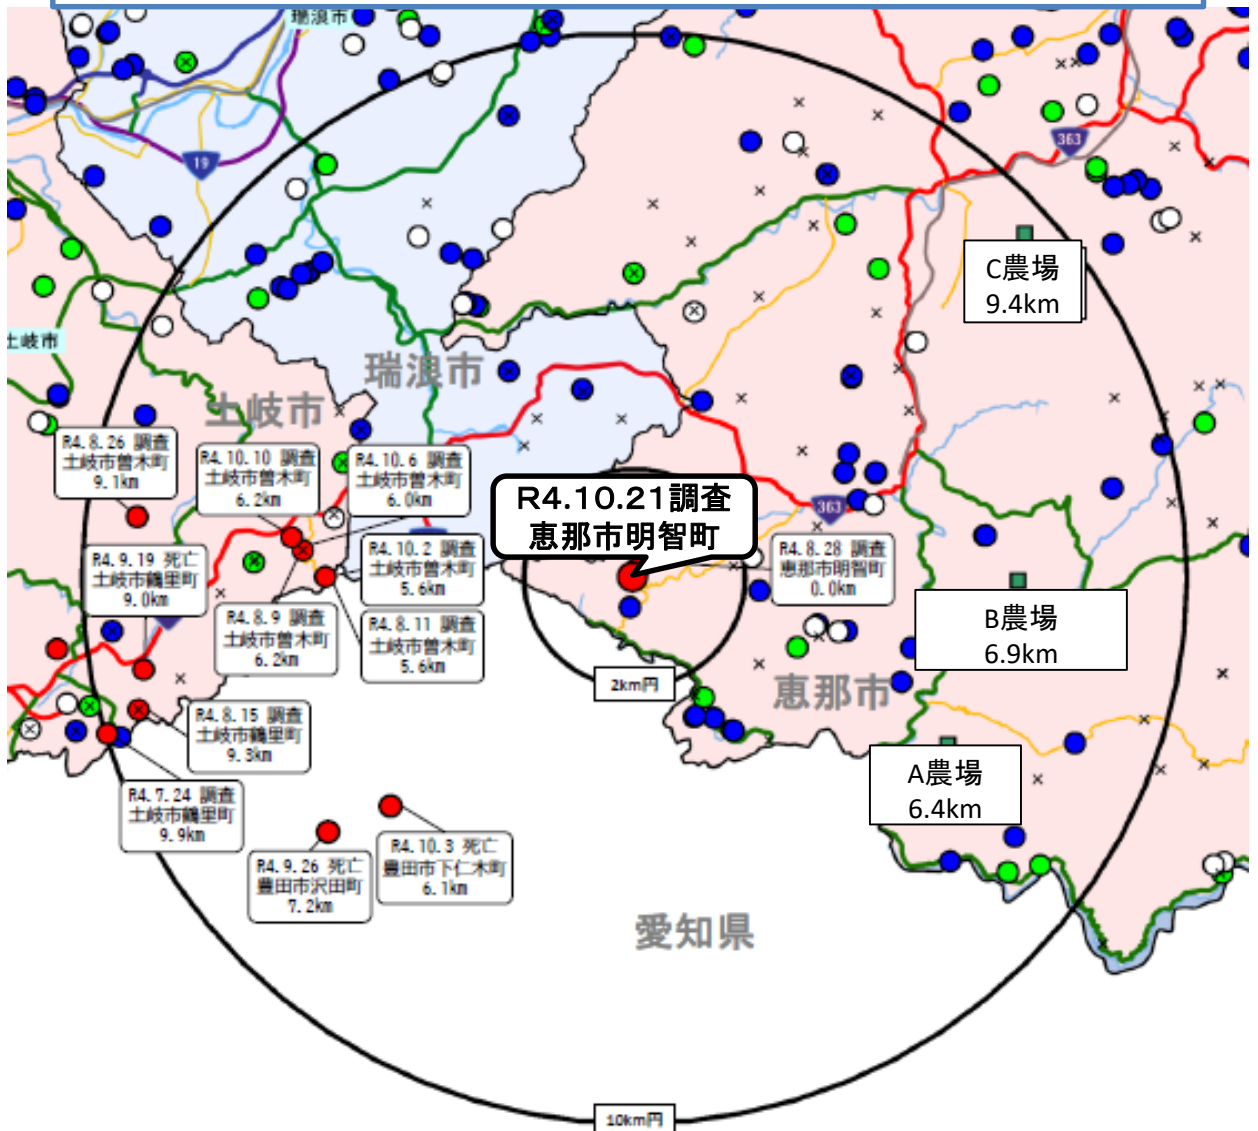 瑞浪市
19
363
C農場
9.4km
土岐市
瑞浪市
土岐市
R4.8.26 調査
土岐市曽木町
9.1km
R4.10.10 調査
土岐市曽木町
6.2km
R4.10.6 調査
土岐市曽木町
6.0km
R4.10.21調査
恵那市明智町
363
R4.9.19 死亡
土岐市鶴里町
9.0km
R4.10.2 調査
土岐市曽木町
5.6km
R4.8.28 調査
恵那市明智町
0.0km
R4.8.9 調査
土岐市曽木町
6.2km
R4.8.11 調査
土岐市曽木町
5.6km
B農場
6.9km
2km円
恵那市
R4.8.15 調査
土岐市鶴里町
9.3km
A農場
6.4km
R4.7.24 調査
土岐市鶴里町
9.9km
R4.9.26 死亡
豊田市沢田町
7.2km
R4.10.3 死亡
豊田市下仁木町
6.1km
愛知県
10km円